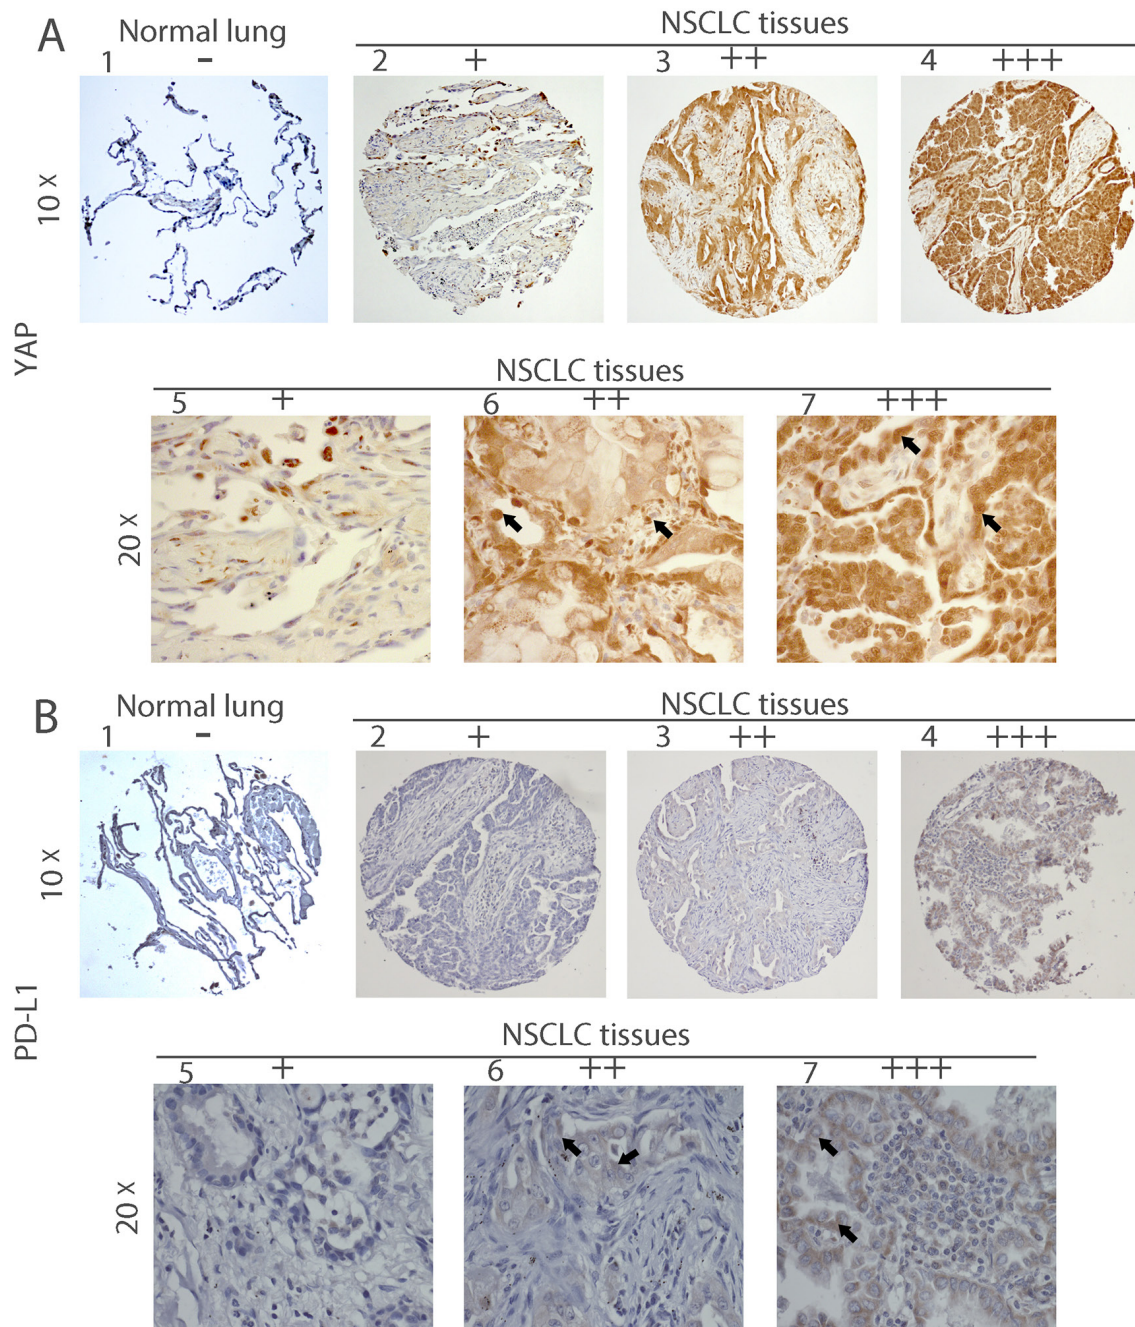 A
Normal lung
NSCLC tissues
1 -
2 +
3 ++
4 +++
10 x
YAP
NSCLC tissues
5 +
6 ++
7 +++
20 x
B
Normal lung
NSCLC tissues
1 -
2 +
3 ++
4 +++
10 x
PD-L1
NSCLC tissues
5 +
6 ++
7 +++
20 x